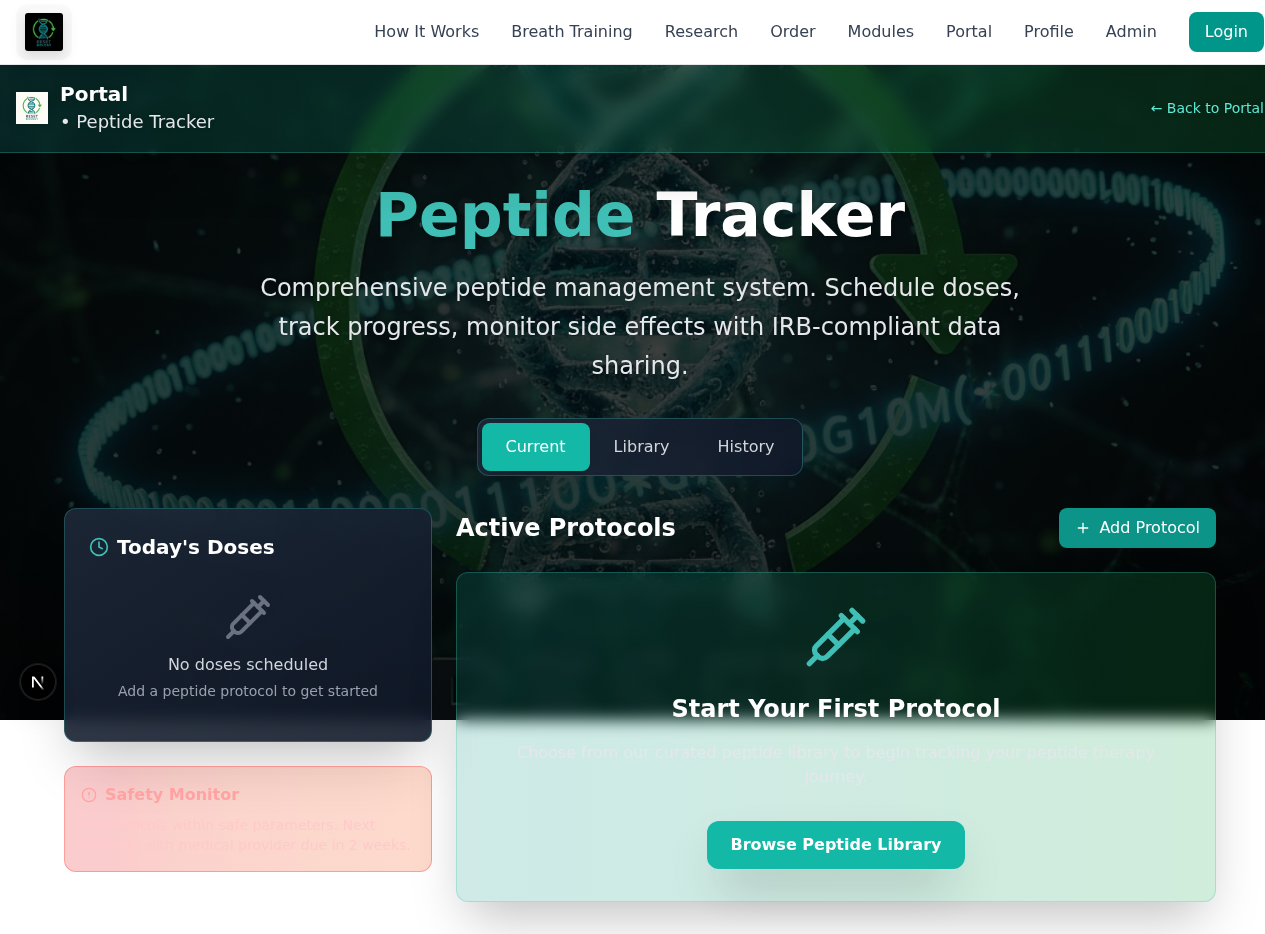 How It Works
Breath Training
Research
Order
Modules
Portal
Profile
Admin
Login
Portal
• Peptide Tracker
← Back to Portal
Peptide Tracker
Comprehensive peptide management system. Schedule doses,
track progress, monitor side effects with IRB-compliant data
sharing.
Current
Library
History
Today's Doses
No doses scheduled
Add a peptide protocol to get started
Active Protocols
+ Add Protocol
Start Your First Protocol
Choose from our curated peptide library to begin tracking your peptide therapy
journey.
Browse Peptide Library
Safety Monitor
within safe parameters. Next
medical provider due in 2 weeks.